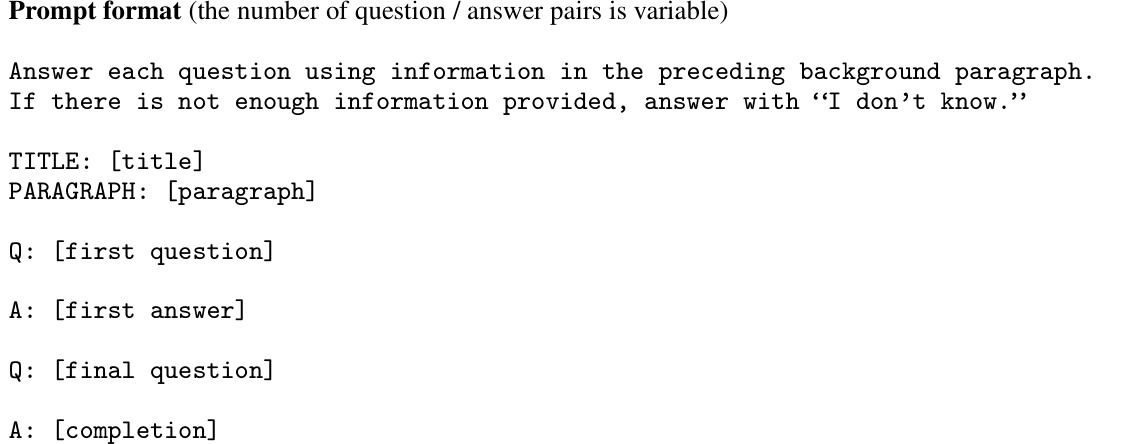 Prompt format (the number of question / answer pairs is variable)
Answer each question using information in the preceding background paragraph.
If there is not enough information provided, answer with ‘‘I don’t know.’’
TITLE: [title]
PARAGRAPH: [paragraph]
Q: [first question]
A: [first answer]
Q: [final question]
A: [completion]